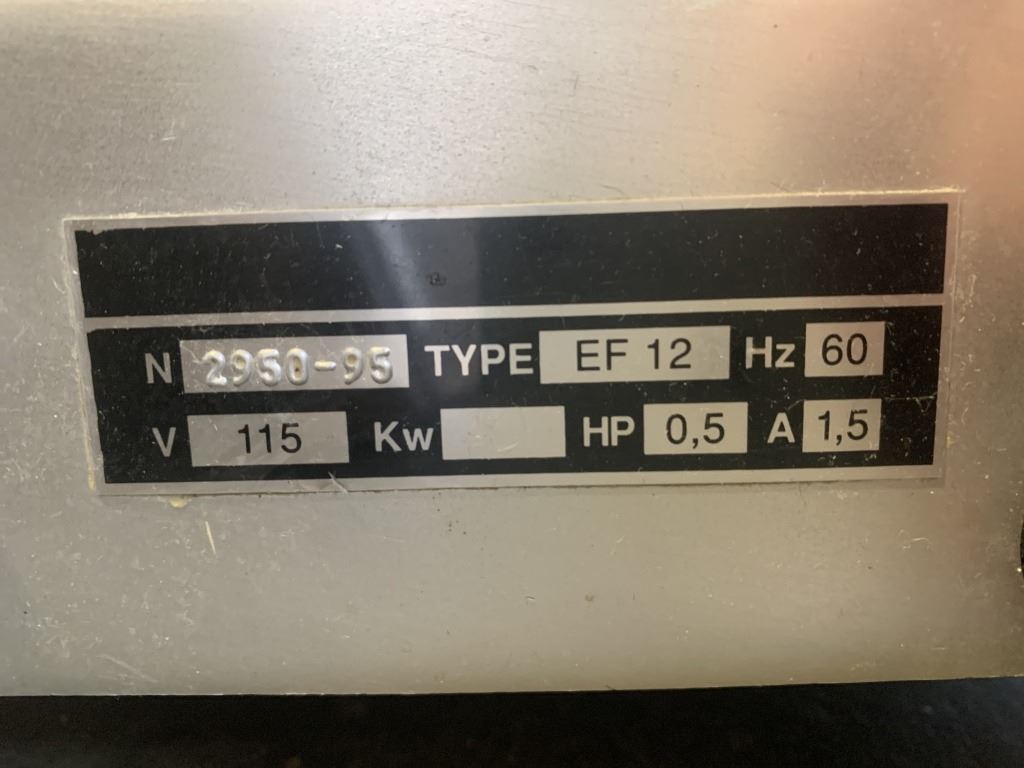 N 2950-95 TYPE EF 12 Hz 60
V 115 Kw HP 0,5 A 1,5